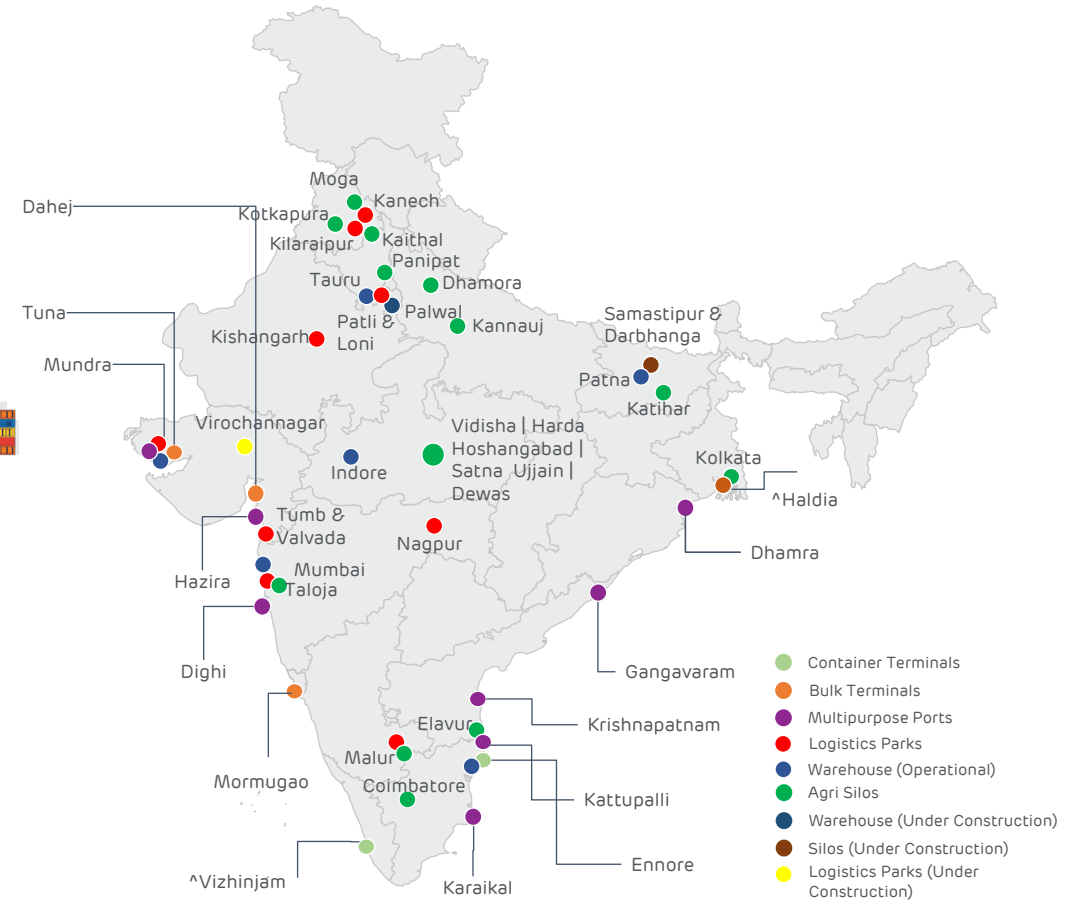 Moga
Kanech
Dahej
Kotkapura
Kilaraipur
Kaithal
Panipat
Tauru
Dhamora
Tuna
Palwal
Patli &
Loni
Kannauj
Samastipur &
Darbhanga
Kishangarh
Mundra
Patna
Katihar
Virochannagar
Vidisha | Harda
Hoshangabad |
Satna Ujjain |
Dewas
Indore
Kolkata
^Haldia
Tumb &
Valvada
Nagpur
Dhamra
Hazira
Mumbai
Taloja
Dighi
Gangavaram
Krishnapatnam
Elavur
Malur
Mormugao
Coimbatore
Kattupalli
Ennore
^Vizhinjam
Karaikal
Container Terminals
Bulk Terminals
Multipurpose Ports
Logistics Parks
Warehouse (Operational)
Agri Silos
Warehouse (Under Construction)
Silos (Under Construction)
Logistics Parks (Under
Construction)